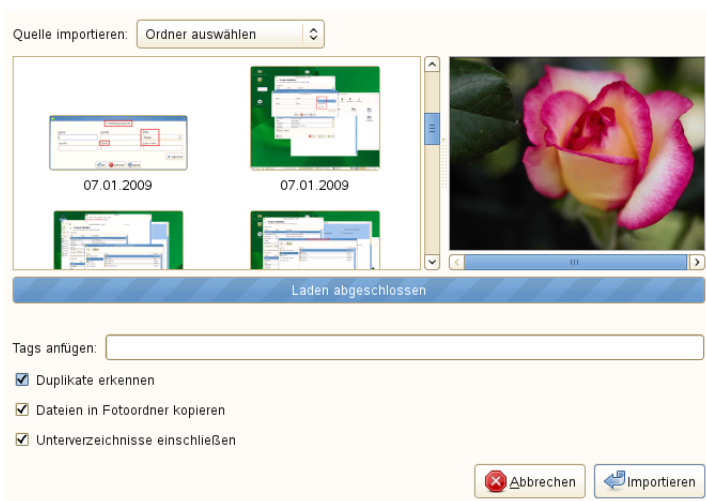 Quelle importieren: Ordner auswählen
07.01.2009 07.01.2009
Laden abgeschlossen
Tags anfügen:
Duplikate erkennen
Dateien in Fotoordner kopieren
Unterverzeichnisse einschließen
Abbrechen Importieren